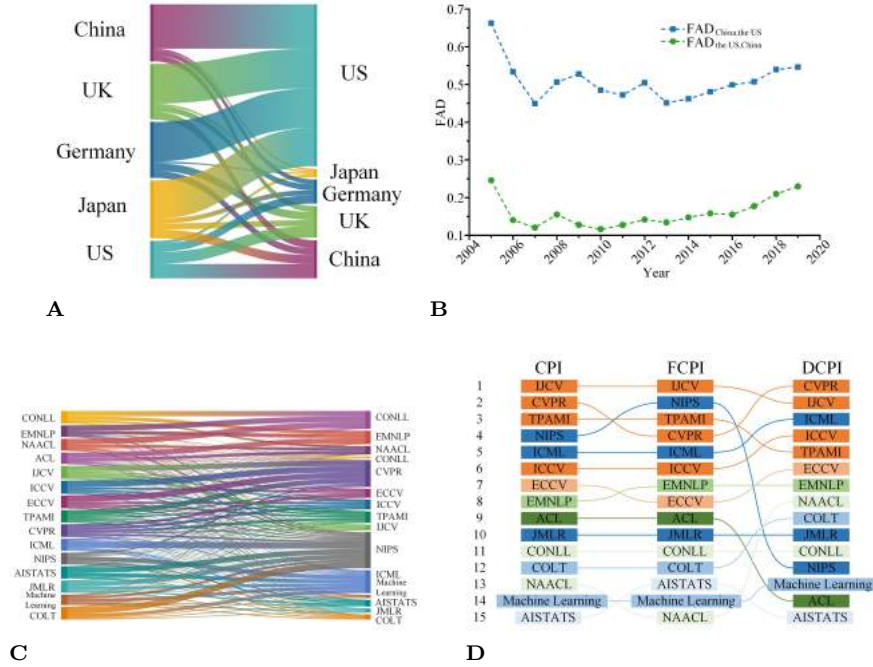 China
UK
Germany
Japan
US
US
Japan
Germany
UK
China
A
0.7
0.6
0.5
0.4
0.3
0.2
0.1
FAD
FAD China,the US
FAD the US,China
2004
2006
2008
2010
2012
2014
2016
2018
2020
Year
B
CONLL
EMNLP
NAACL
ACL
IJCV
ICCV
ECCV
TPAMI
CVPR
ICML
NIPS
AISTATS
JMLR
Machine
Learning
COLT
CONLL
EMNLP
NAACL
CONLL
CVPR
ECCV
ICCV
TPAMI
IJCV
NIPS
ICML
Machine
Learning
AISTATS
JMLR
COLT
C
CPI FCPI DCPI
1 IJCV IJCV CVPR
2 CVPR NIPS IJCV
3 TPAMI TPAMI ICML
4 NIPS CVPR ICCV
5 ICML ICML TPAMI
6 ICCV ICCV ECCV
7 ECCV EMNLP EMNLP
8 EMNLP ECCV NAACL
9 ACL ACL COLT
10 JMLR JMLR JMLR
11 CONLL CONLL CONLL
12 COLT COLT NIPS
13 NAACL AISTATS Machine Learning
14 Machine Learning Machine Learning ACL
15 AISTATS NAACL AISTATS
D